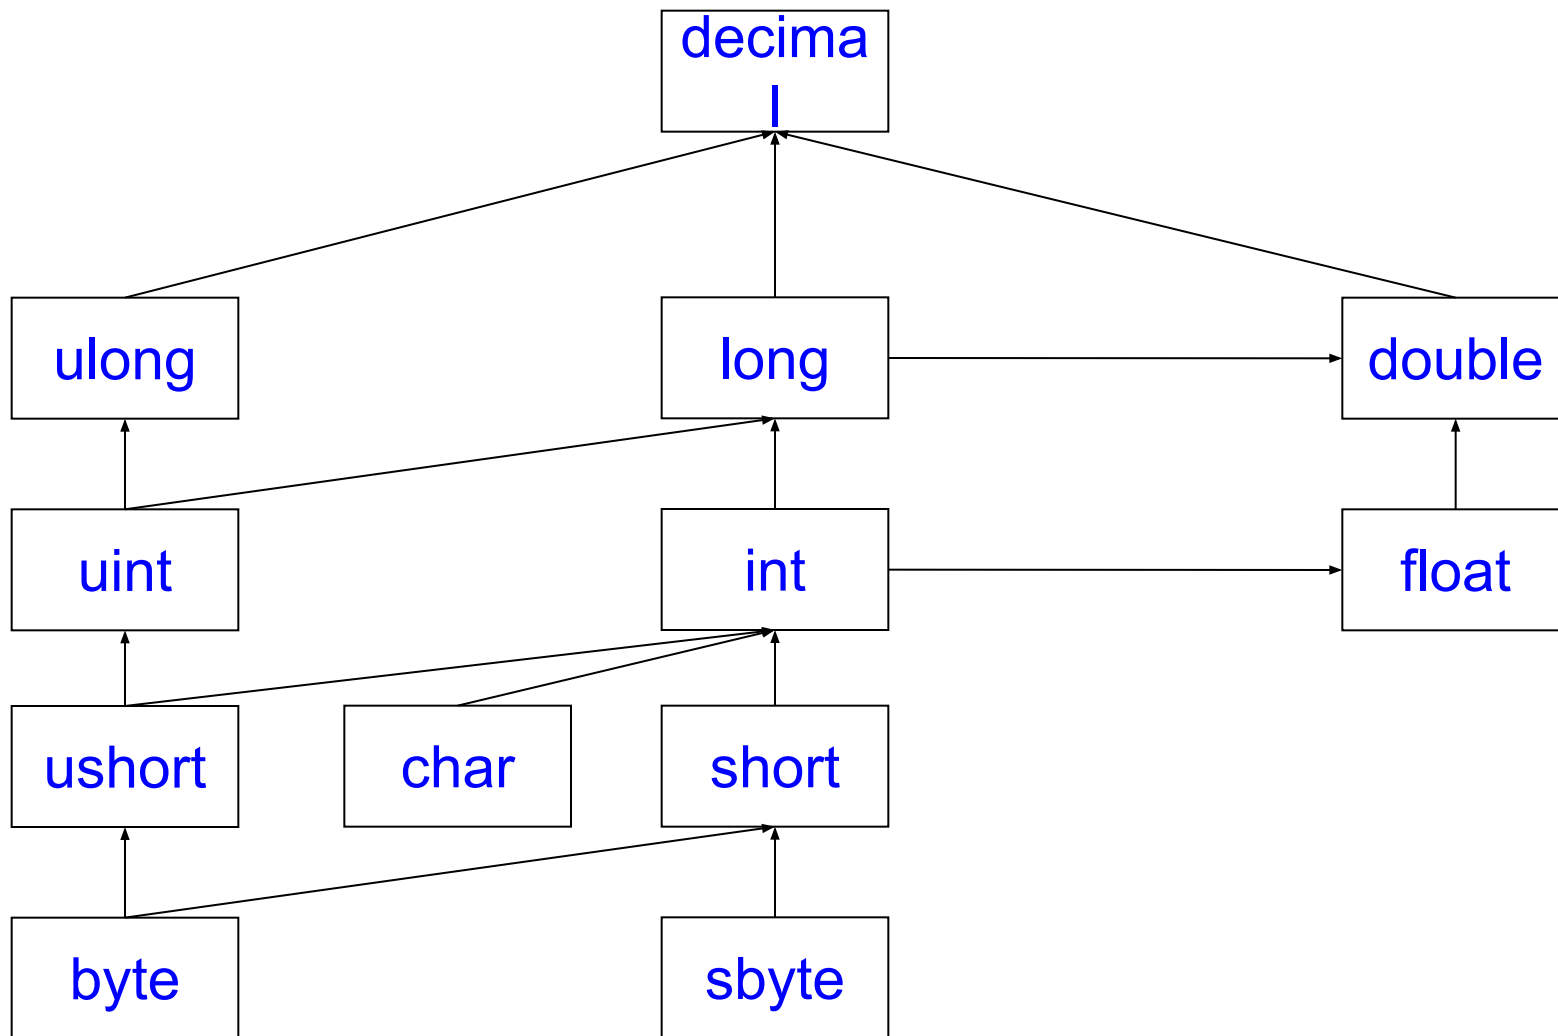 decima
l
ulong
long
double
uint
int
float
ushort
char
short
byte
sbyte